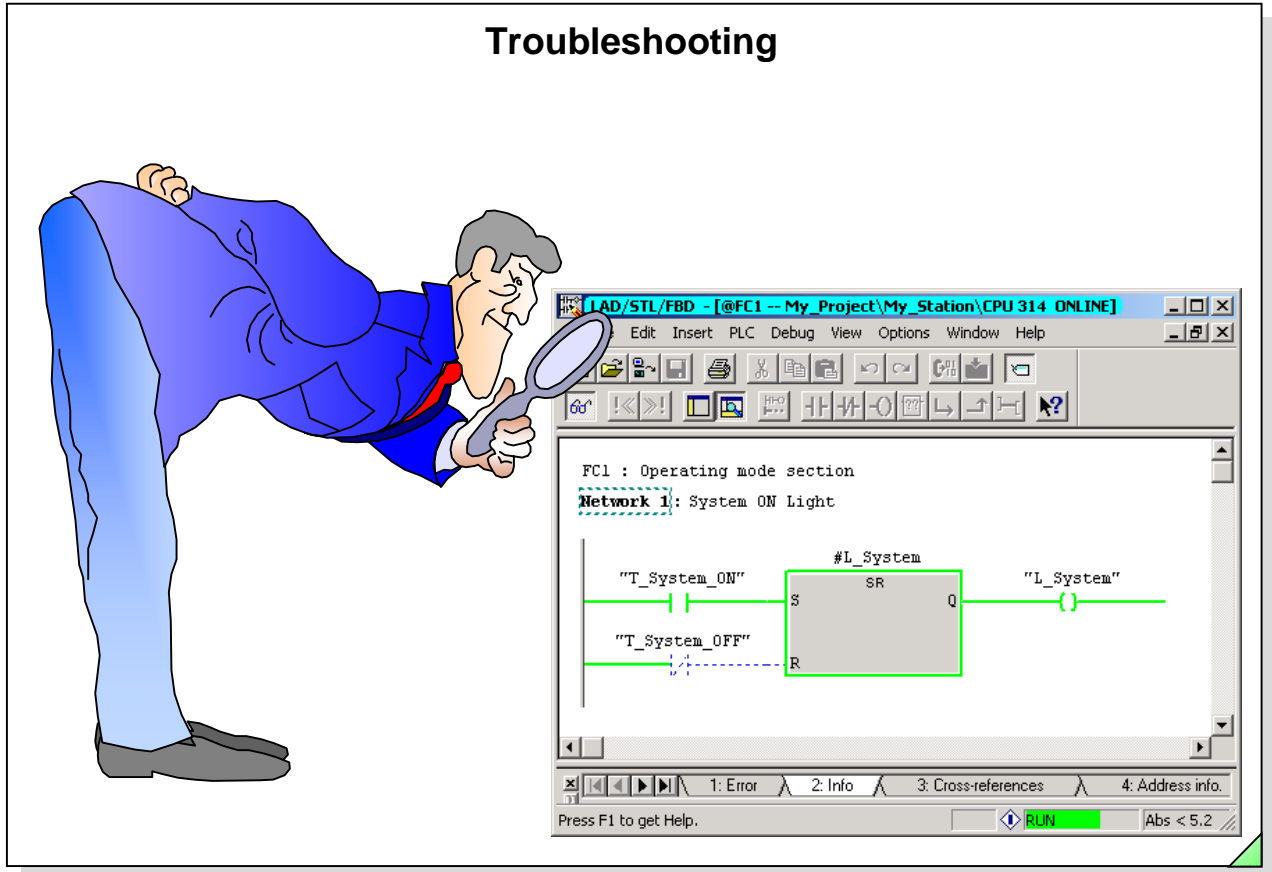 Troubleshooting
LAD/STL/FBD - [@FC1 -- My_Project\My_Station\CPU 314 ONLINE]
Edit Insert PLC Debug View Options Window Help
FC1 : Operating mode section
Network 1: System ON Light
#L_System
"T_System_ON" SR "L_System"
S Q
"T_System_OFF"
R
1: Error 2: Info 3: Cross-references 4: Address info.
Press F1 to get Help. RUN Abs < 5.2